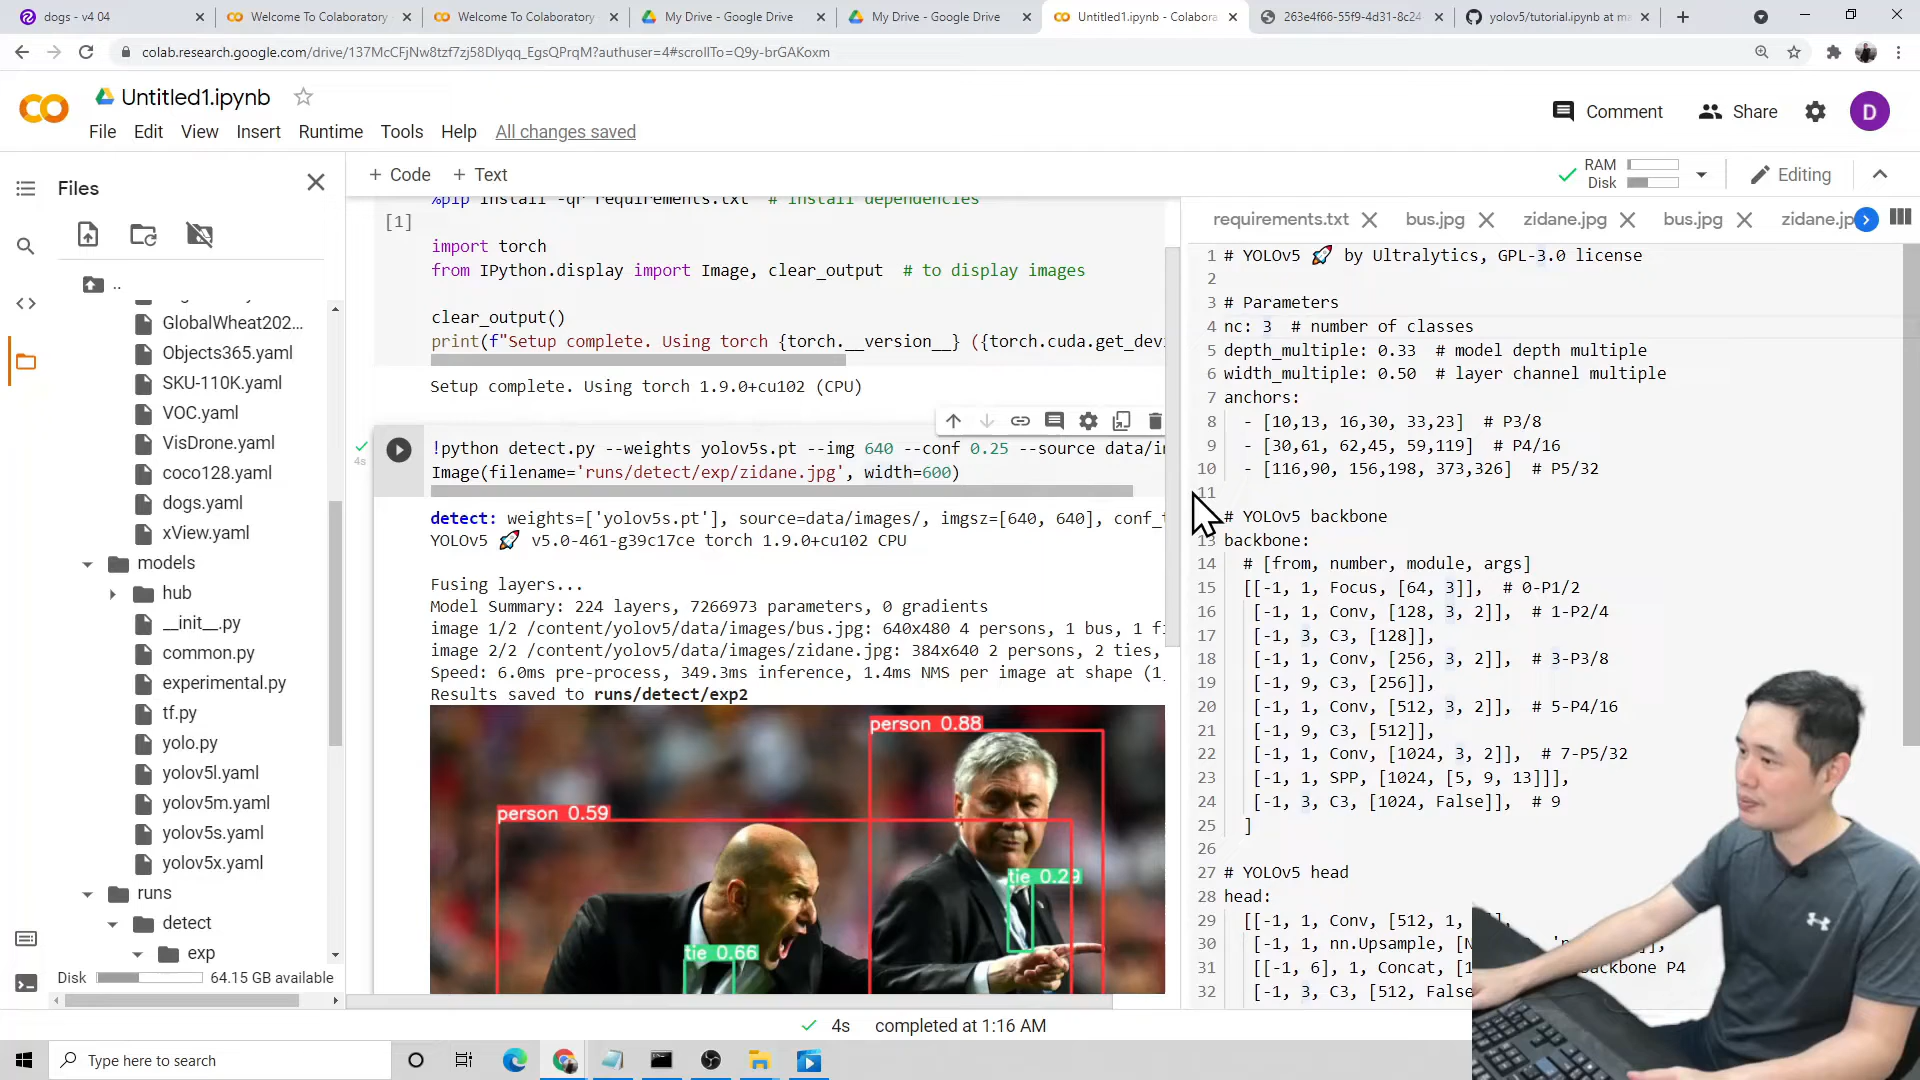 dogs - v4 04
Welcome To Colaboratory
Welcome To Colaboratory
My Drive - Google Drive
My Drive - Google Drive
Untitled1.ipynb - Colabora
263e4f66-55f9-4d31-8c24
yolov5/tutorial.ipynb at ma
colab.research.google.com/drive/137McCFjNw8tzf7zj58Dlyqq_EgsQPrqM?authuser=4#scrollTo=Q9y-brGAKoxm
Untitled1.ipynb
File Edit View Insert Runtime Tools Help All changes saved
Comment Share D
Files
+ Code + Text
RAM
Disk
Editing
..
GlobalWheat202...
Objects365.yaml
SKU-110K.yaml
VOC.yaml
VisDrone.yaml
coco128.yaml
dogs.yaml
xView.yaml
models
hub
__init__.py
common.py
experimental.py
tf.py
yolo.py
yolov5l.yaml
yolov5m.yaml
yolov5s.yaml
yolov5x.yaml
runs
detect
exp
Disk 64.15 GB available
%pip install -qr requirements.txt # install dependencies
[1]
import torch
from IPython.display import Image, clear_output # to display images
clear_output()
print(f"Setup complete. Using torch {torch.__version__} ({torch.cuda.get_devi
Setup complete. Using torch 1.9.0+cu102 (CPU)
4s
!python detect.py --weights yolov5s.pt --img 640 --conf 0.25 --source data/i
Image(filename='runs/detect/exp/zidane.jpg', width=600)
detect: weights=['yolov5s.pt'], source=data/images/, imgsz=[640, 640], conf_
YOLOv5 🚀 v5.0-461-g39c17ce torch 1.9.0+cu102 CPU
Fusing layers...
Model Summary: 224 layers, 7266973 parameters, 0 gradients
image 1/2 /content/yolov5/data/images/bus.jpg: 640x480 4 persons, 1 bus, 1 f
image 2/2 /content/yolov5/data/images/zidane.jpg: 384x640 2 persons, 2 ties,
Speed: 6.0ms pre-process, 349.3ms inference, 1.4ms NMS per image at shape (1,
Results saved to runs/detect/exp2
person 0.88
person 0.59
tie 0.29
tie 0.66
requirements.txt bus.jpg zidane.jpg bus.jpg zidane.jp
1 # YOLOv5 🚀 by Ultralytics, GPL-3.0 license
2
3 # Parameters
4 nc: 3 # number of classes
5 depth_multiple: 0.33 # model depth multiple
6 width_multiple: 0.50 # layer channel multiple
7 anchors:
8 - [10,13, 16,30, 33,23] # P3/8
9 - [30,61, 62,45, 59,119] # P4/16
10 - [116,90, 156,198, 373,326] # P5/32
11
# YOLOv5 backbone
13 backbone:
14 # [from, number, module, args]
15 [[-1, 1, Focus, [64, 3]], # 0-P1/2
16 [-1, 1, Conv, [128, 3, 2]], # 1-P2/4
17 [-1, 3, C3, [128]],
18 [-1, 1, Conv, [256, 3, 2]], # 3-P3/8
19 [-1, 9, C3, [256]],
20 [-1, 1, Conv, [512, 3, 2]], # 5-P4/16
21 [-1, 9, C3, [512]],
22 [-1, 1, Conv, [1024, 3, 2]], # 7-P5/32
23 [-1, 1, SPP, [1024, [5, 9, 13]]],
24 [-1, 3, C3, [1024, False]], # 9
25 ]
26
27 # YOLOv5 head
28 head:
29 [[-1, 1, Conv, [512, 1,
30 [-1, 1, nn.Upsample, [
31 [[-1, 6], 1, Concat, [1 backbone P4
32 [-1, 3, C3, [512, False
4s completed at 1:16 AM
Type here to search